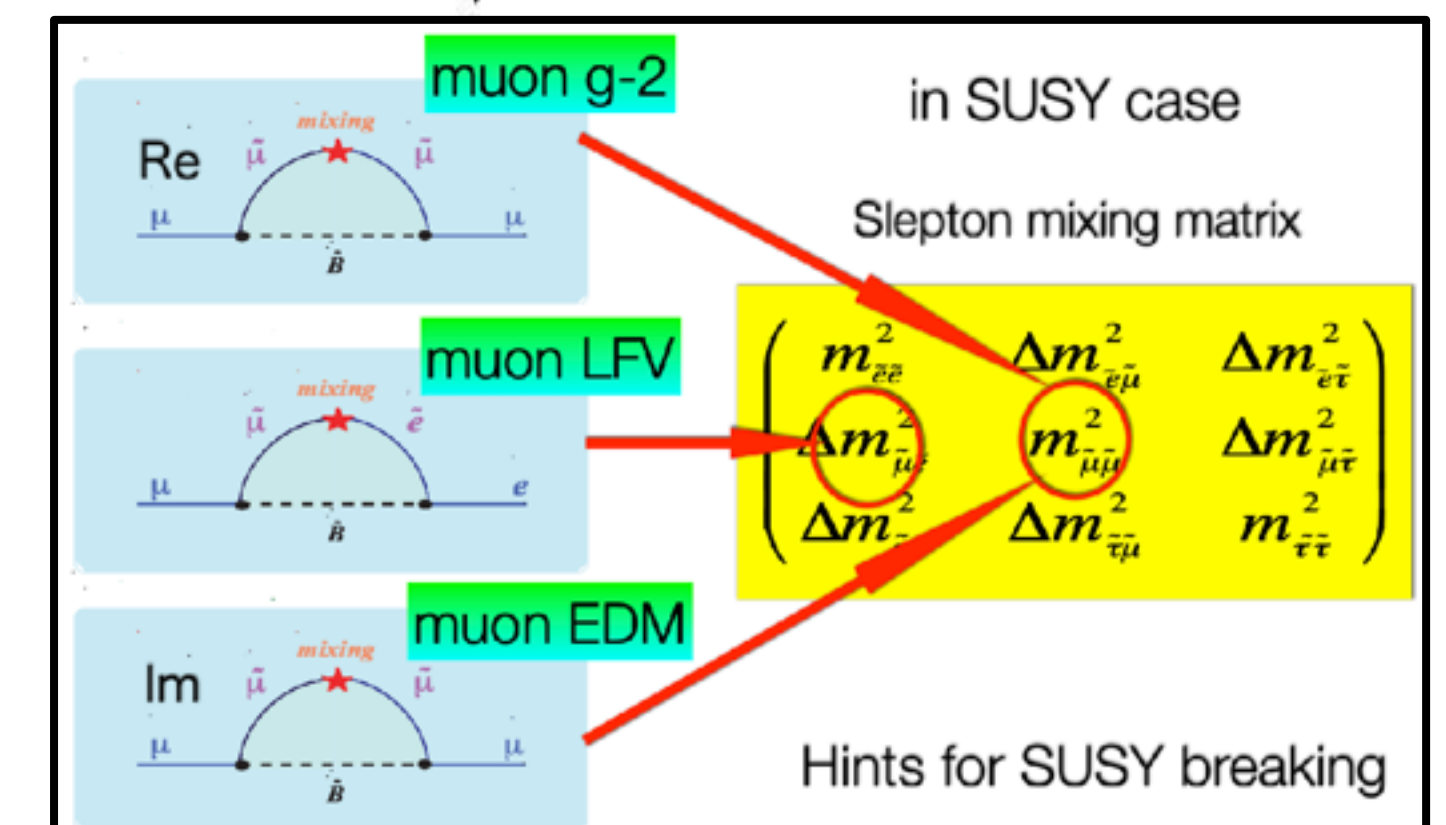 muon g-2
in SUSY case
mixing
Re
μ̃ μ̃
μ μ
B̃
Slepton mixing matrix
muon LFV
mixing
μ̃ ẽ
μ e
B̃
m²ẽẽ Δm²ẽμ̃ Δm²ẽτ̃
Δm²μ̃ẽ m²μ̃μ̃ Δm²μ̃τ̃
Δm² Δm²τ̃μ̃ m²τ̃τ̃
muon EDM
mixing
Im
μ̃ μ̃
μ μ
B̃
Hints for SUSY breaking